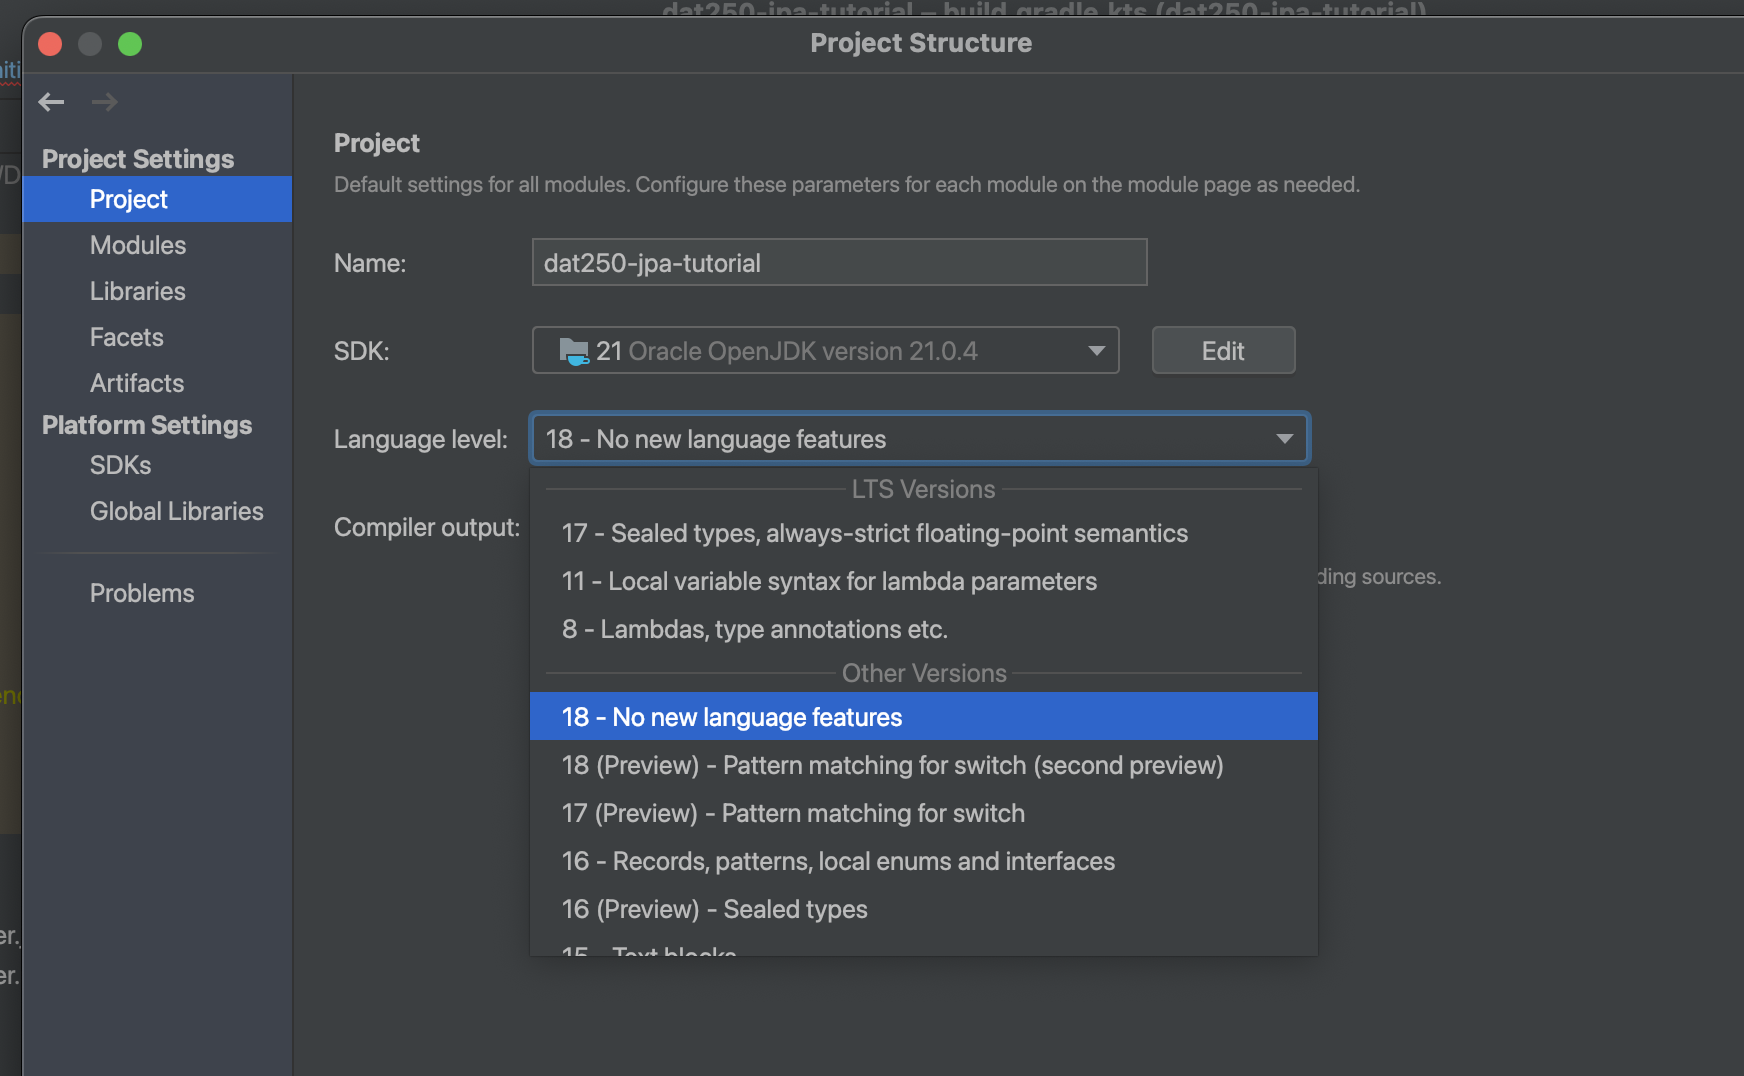 dat250-jpa-tutorial – build.gradle.kts (dat250-jpa-tutorial)
Project Structure
Project Settings
Project
Modules
Libraries
Facets
Artifacts
Platform Settings
SDKs
Global Libraries
Problems
Project
Default settings for all modules. Configure these parameters for each module on the module page as needed.
Name: dat250-jpa-tutorial
SDK: 21 Oracle OpenJDK version 21.0.4 Edit
Language level: 18 - No new language features
LTS Versions
Compiler output: 17 - Sealed types, always-strict floating-point semantics
11 - Local variable syntax for lambda parameters
ding sources.
8 - Lambdas, type annotations etc.
Other Versions
18 - No new language features
18 (Preview) - Pattern matching for switch (second preview)
17 (Preview) - Pattern matching for switch
16 - Records, patterns, local enums and interfaces
16 (Preview) - Sealed types
15 - Text blocks